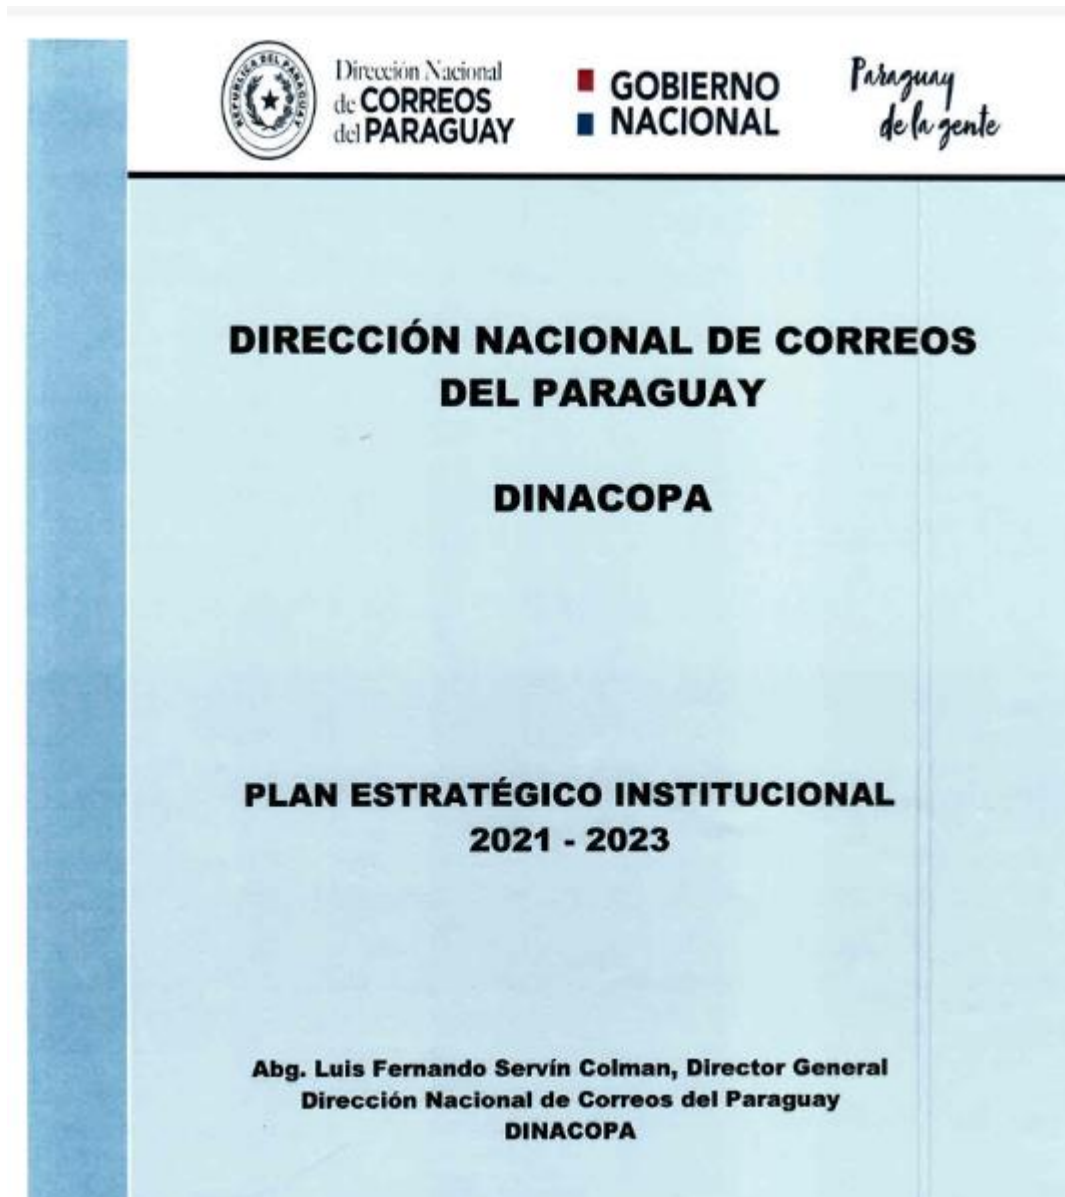 REPUBLICA DEL PARAGUAY
Dirección Nacional
de CORREOS
del PARAGUAY
GOBIERNO
NACIONAL
Paraguay
de la gente
DIRECCIÓN NACIONAL DE CORREOS
DEL PARAGUAY
DINACOPA
PLAN ESTRATÉGICO INSTITUCIONAL
2021 - 2023
Abg. Luis Fernando Servín Colman, Director General
Dirección Nacional de Correos del Paraguay
DINACOPA